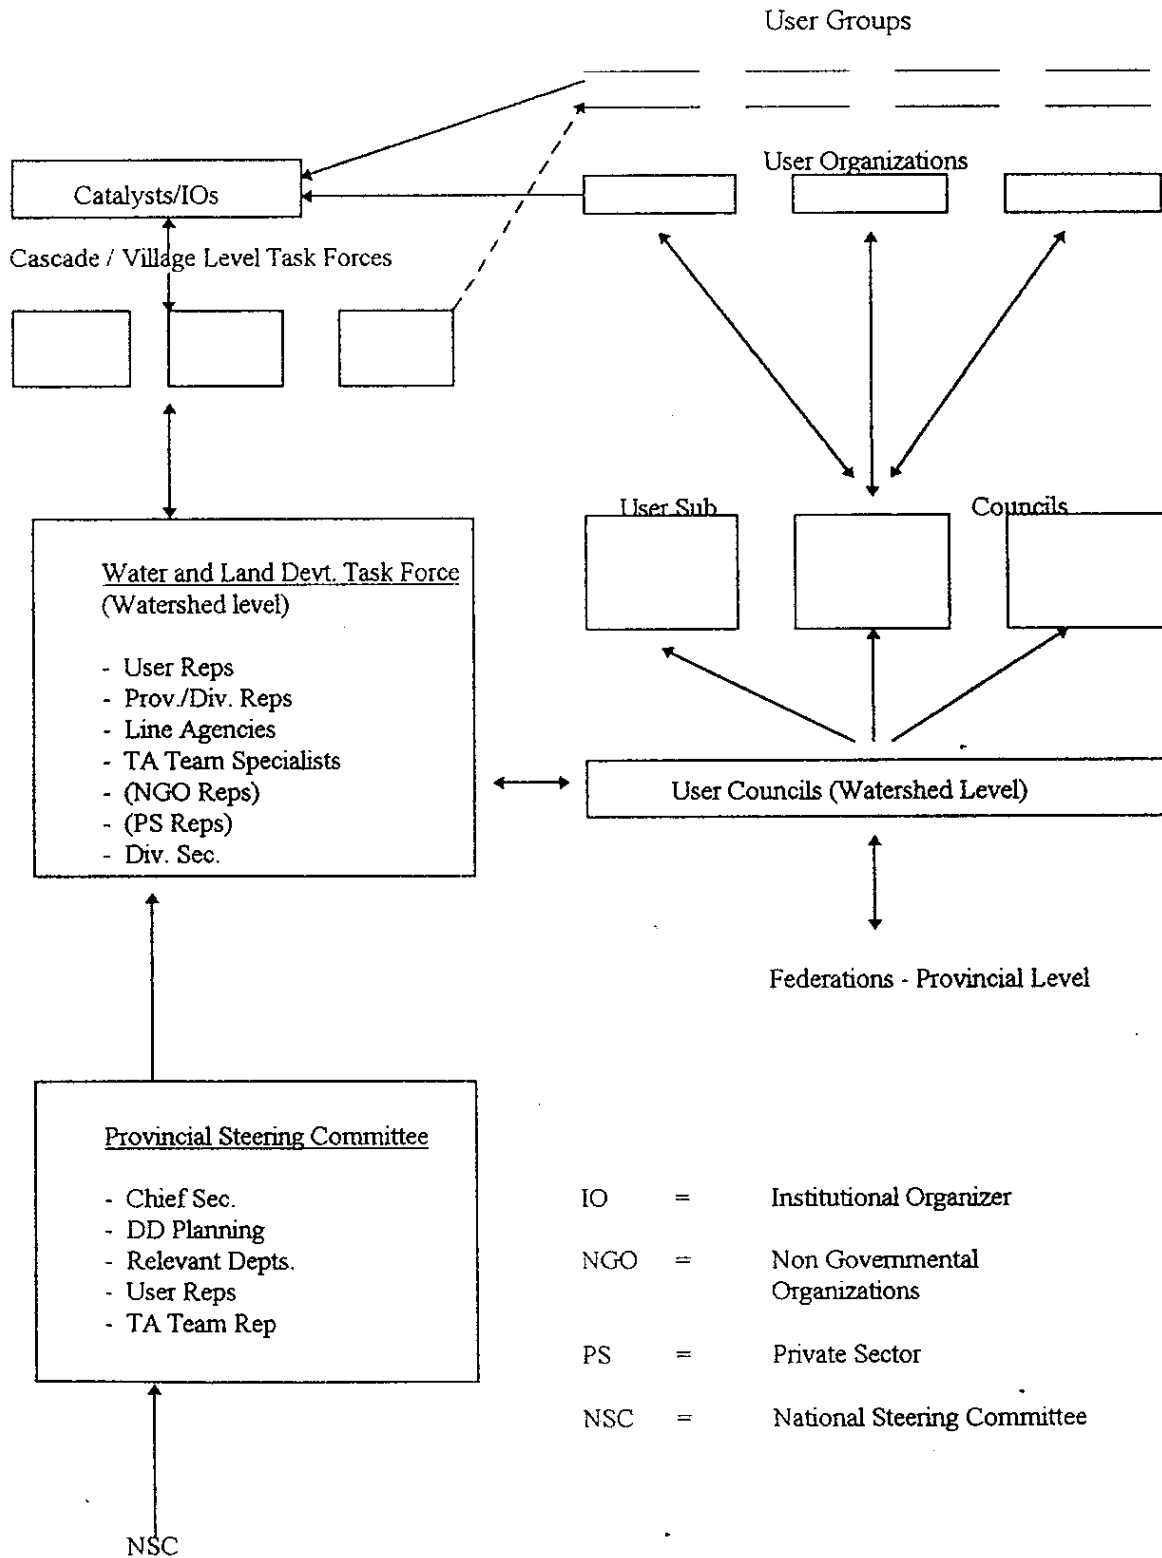 User Groups
User Organizations
Catalysts/IOs
Cascade / Village Level Task Forces
User Sub Councils
Water and Land Devt. Task Force
(Watershed level)
- User Reps
- Prov./Div. Reps
- Line Agencies
- TA Team Specialists
- (NGO Reps)
- (PS Reps)
- Div. Sec.
User Councils (Watershed Level)
Federations - Provincial Level
Provincial Steering Committee
- Chief Sec.
- DD Planning
- Relevant Depts.
- User Reps
- TA Team Rep
IO = Institutional Organizer
NGO = Non Governmental
Organizations
PS = Private Sector
NSC = National Steering Committee
NSC